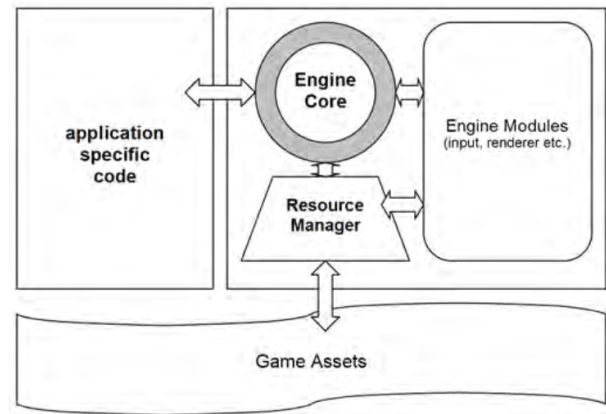 Engine
Core
application
specific
code
Engine Modules
(input, renderer etc.)
Resource
Manager
Game Assets